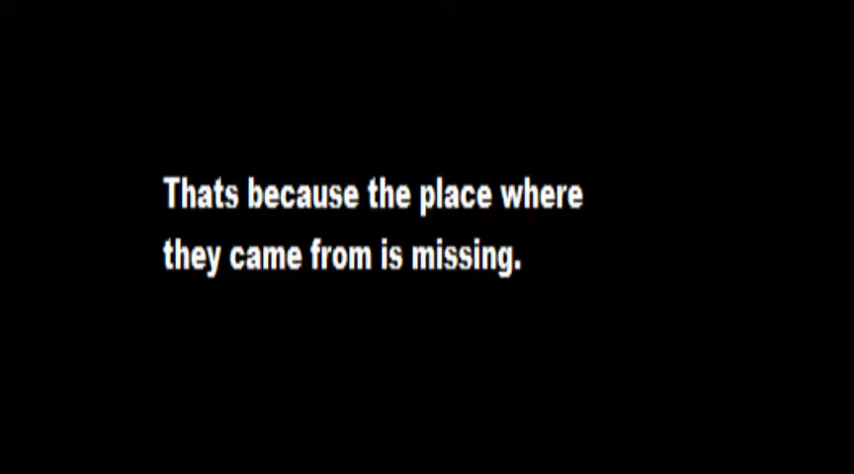 Thats because the place where
they came from is missing.